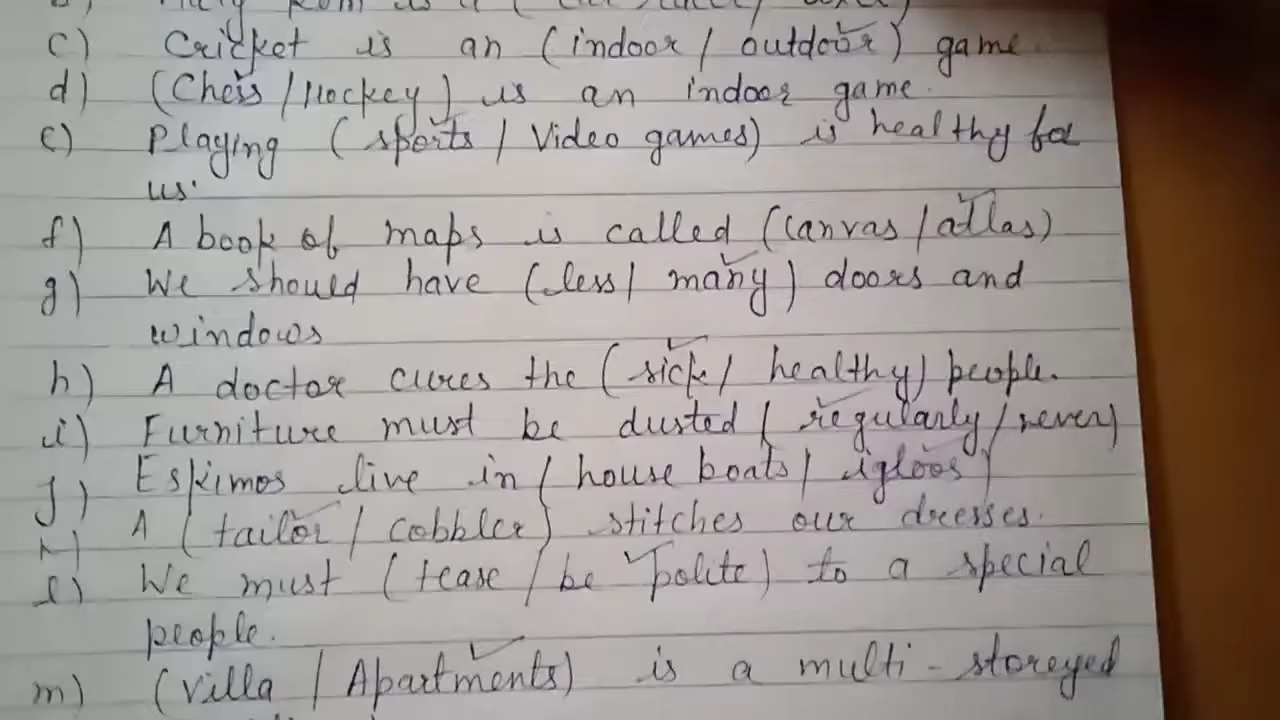 c) Cricket is an (indoor / outdoor) game.
d) (Chess / Hockey) is an indoor game.
e) Playing (sports / Video games) is healthy for
us.
f) A book of maps is called (canvas / atlas)
g) We should have (less / many) doors and
windows
h) A doctor cures the (sick / healthy) people.
i) Furniture must be dusted ( regularly / never)
j) Eskimos live in ( house boats / igloos )
k) A (tailor / cobbler) stitches our dresses.
l) We must (tease / be polite) to a special
people.
m) (Villa / Apartments) is a multi-storeyed